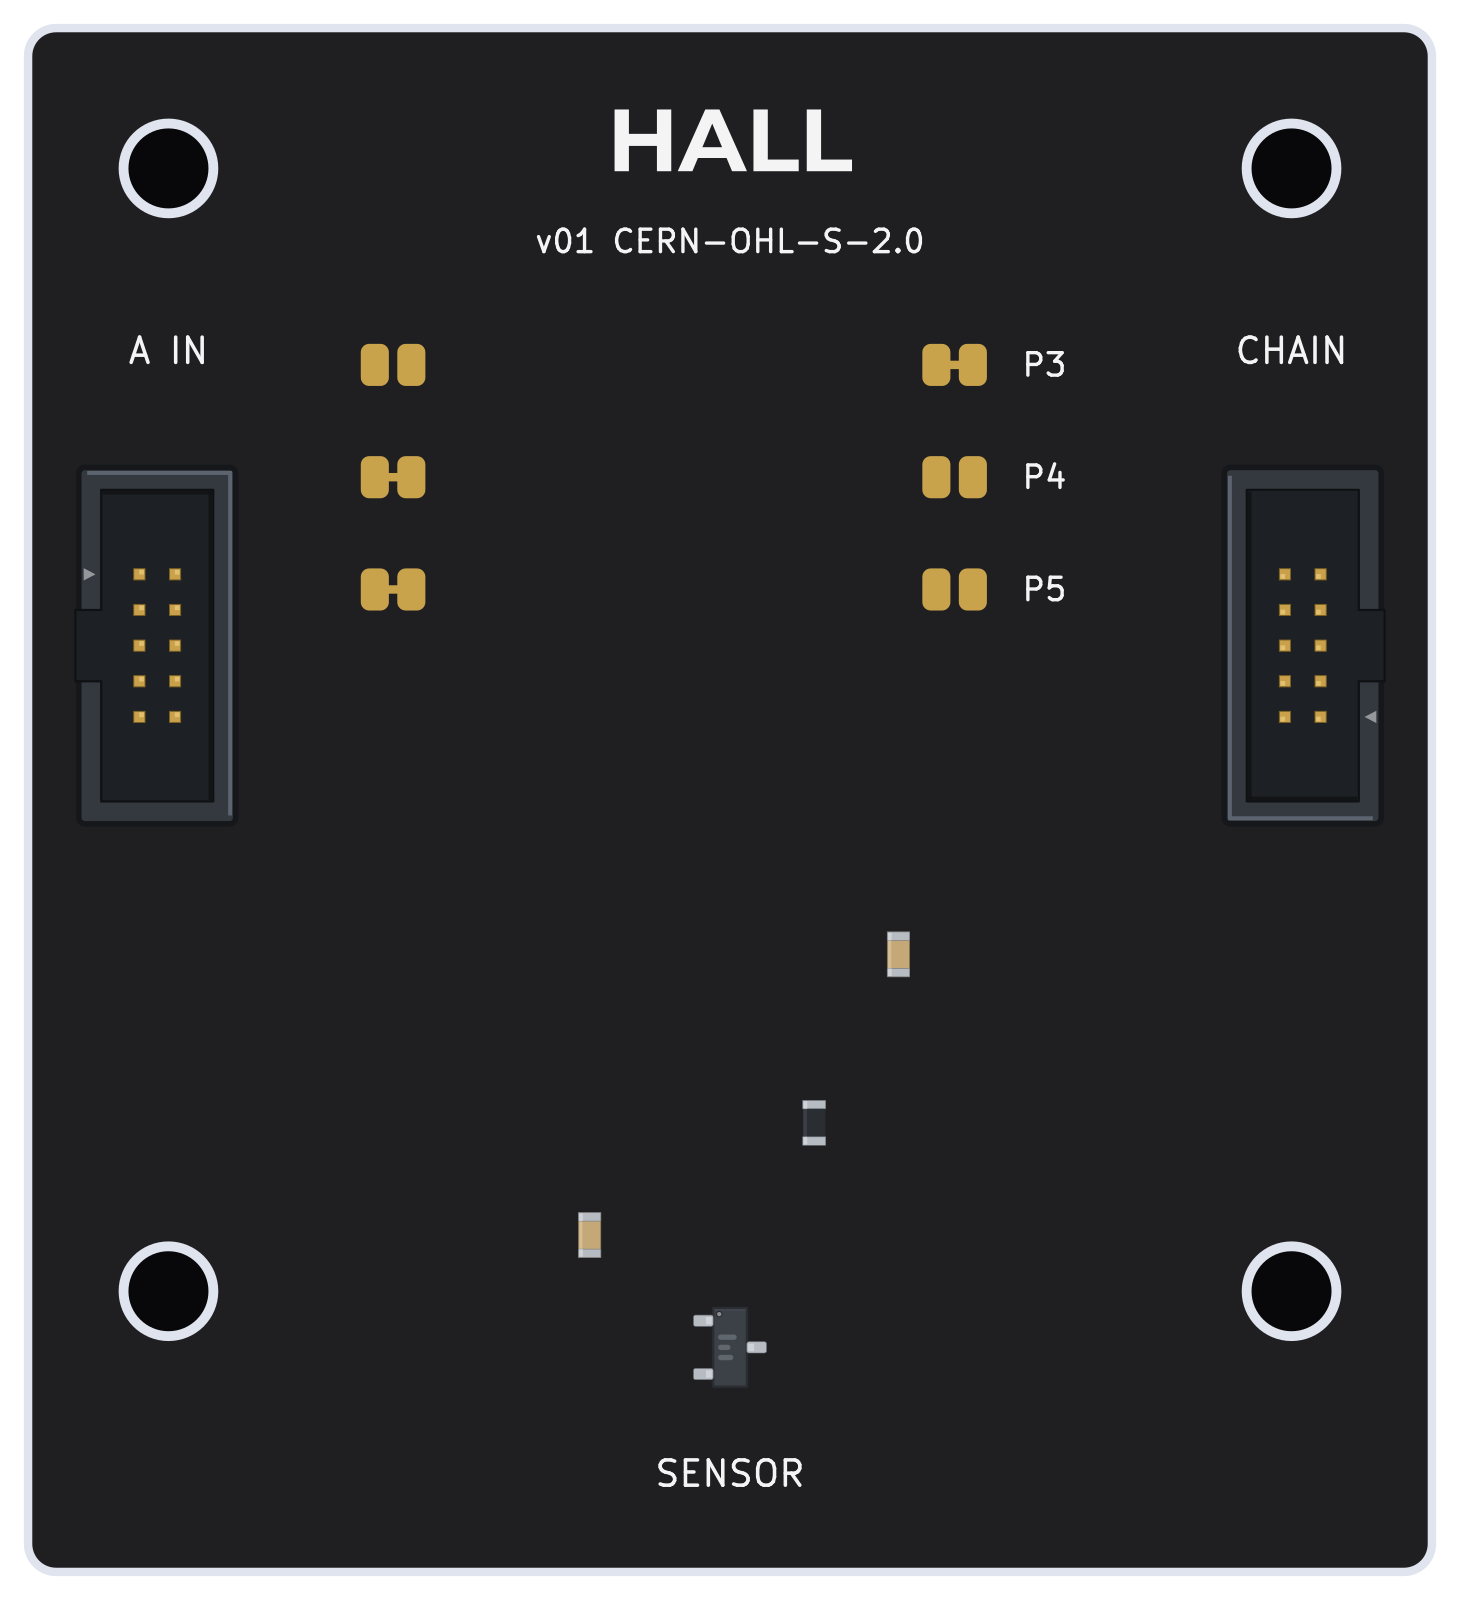 HALL
v01 CERN-OHL-S-2.0
A IN
CHAIN
P3
P4
P5
SENSOR